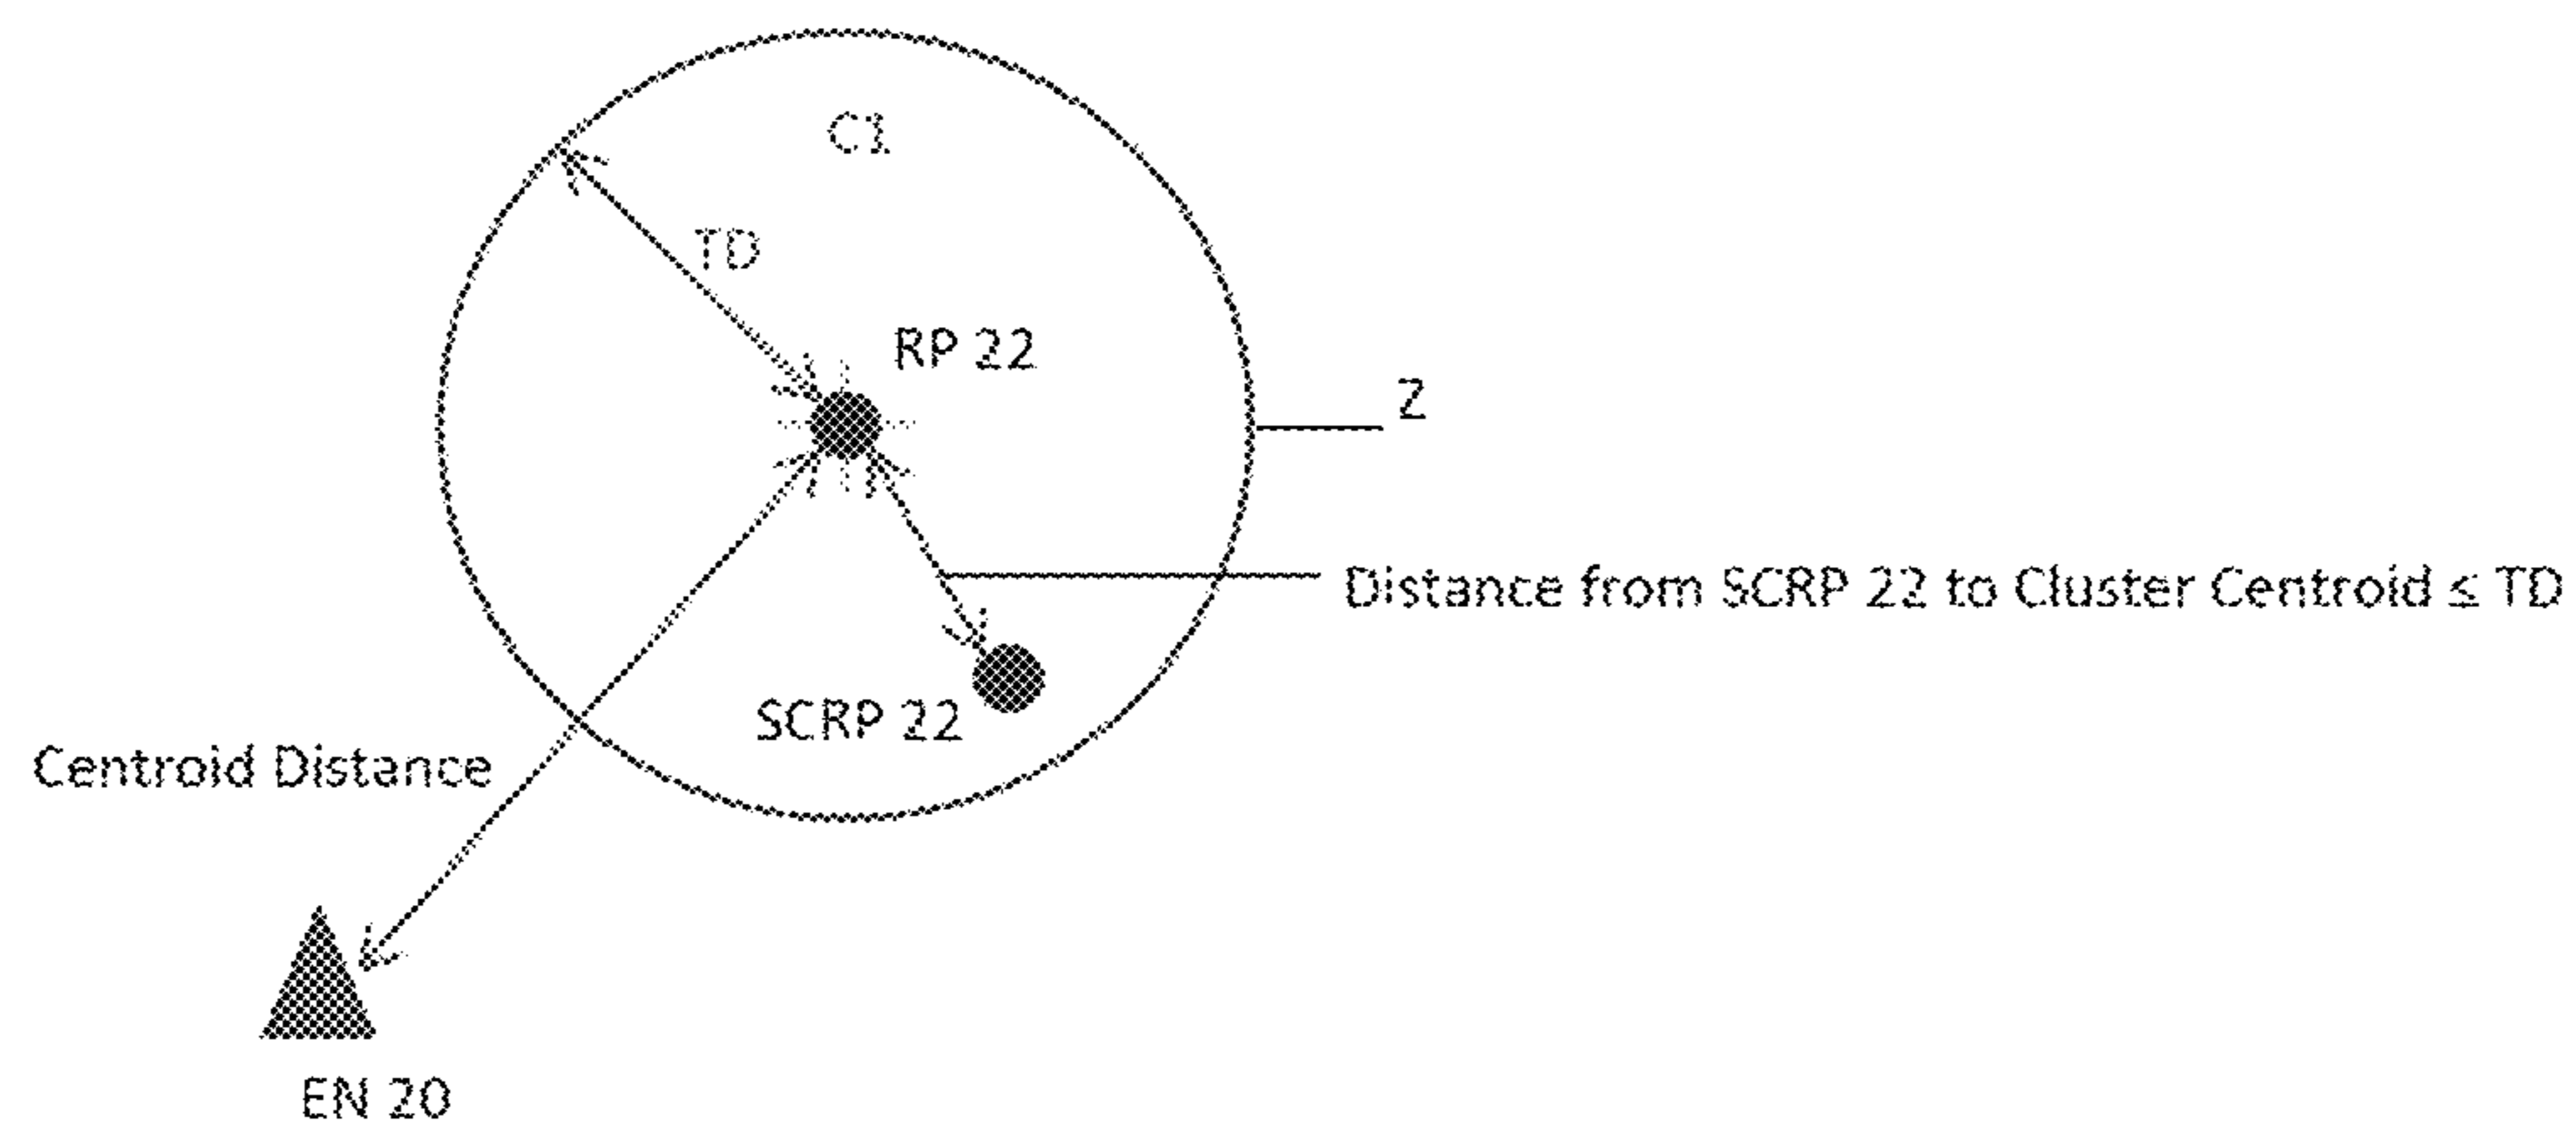 C1
TD
RP 22
Z
Distance from SCRP 22 to Cluster Centroid ≤ TD
SCRP 22
Centroid Distance
EN 20